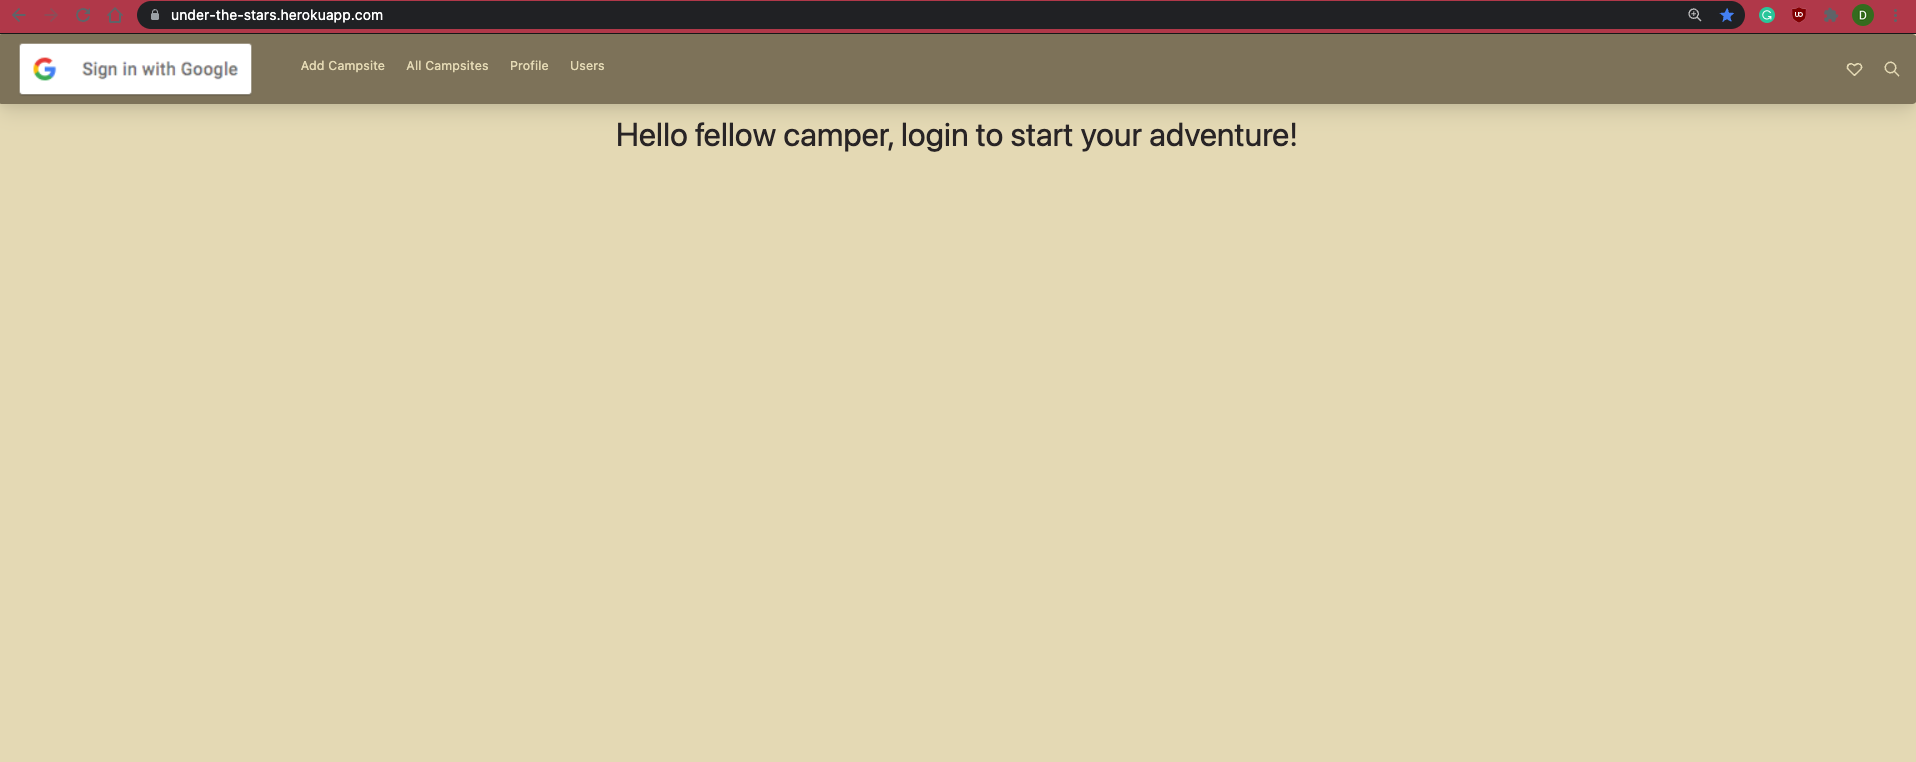 under-the-stars.herokuapp.com
D
Sign in with Google
Add Campsite
All Campsites
Profile
Users
Hello fellow camper, login to start your adventure!